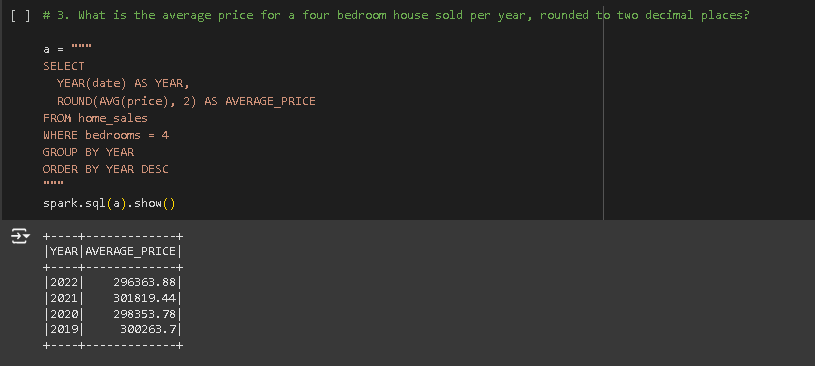 [ ] # 3. What is the average price for a four bedroom house sold per year, rounded to two decimal places?
a = """
SELECT
  YEAR(date) AS YEAR,
  ROUND(AVG(price), 2) AS AVERAGE_PRICE
FROM home_sales
WHERE bedrooms = 4
GROUP BY YEAR
ORDER BY YEAR DESC
"""
spark.sql(a).show()
+----+-------------+
|YEAR|AVERAGE_PRICE|
+----+-------------+
|2022|    296363.88|
|2021|    301819.44|
|2020|    298353.78|
|2019|     300263.7|
+----+-------------+